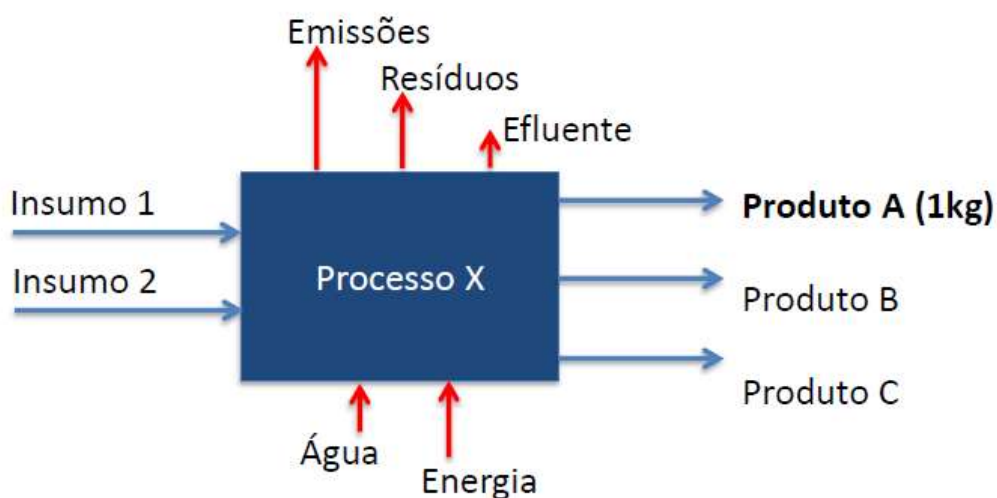 Emissões
Resíduos
Efluente
Insumo 1
Produto A (1kg)
Insumo 2
Processo X
Produto B
Produto C
Água
Energia